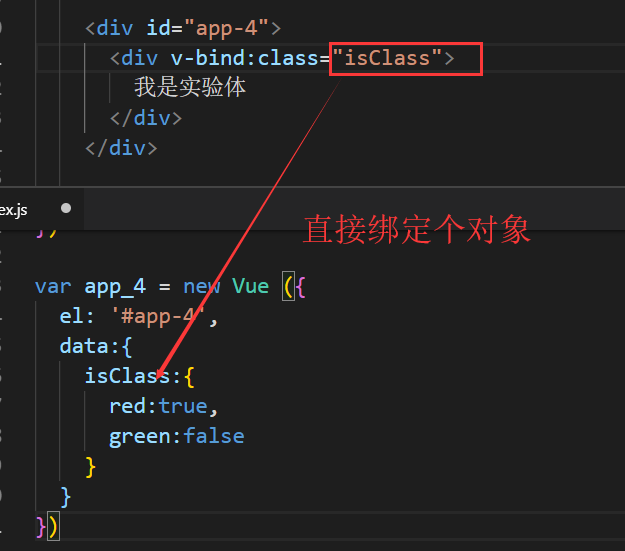 <div id="app-4">
<div v-bind:class="isClass">
我是实验体
</div>
</div>
ex.js
直接绑定个对象
})
var app_4 = new Vue ({
el: '#app-4',
data:{
isClass:{
red:true,
green:false
}
}
})